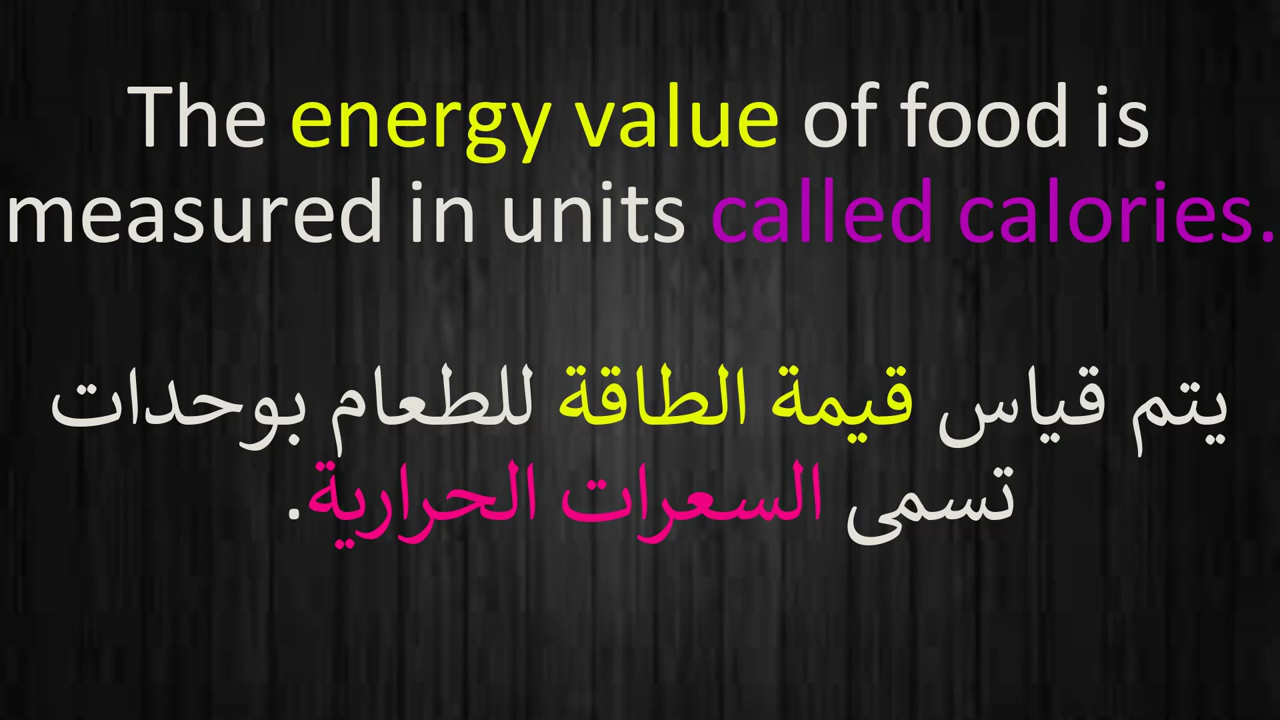 The energy value of food is
measured in units called calories.
يتم قياس قيمة الطاقة للطعام بوحدات
تسمى السعرات الحرارية.